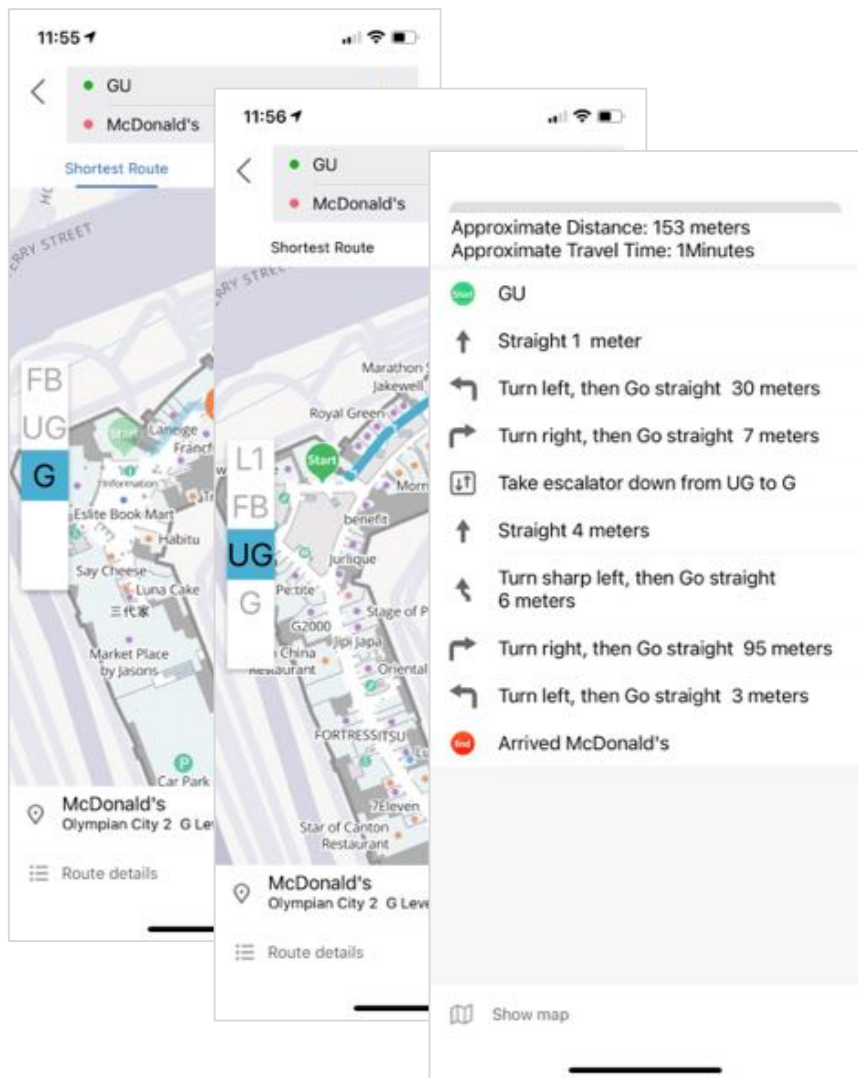 11:55
GU
McDonald's
Shortest Route
STREET
FB
UG
G
Start
Laneige
Information
Eslite Book Mart
Habitu
Say Cheese
Luna Cake
三代家
Market Place
by Jasons
P
Car Park
McDonald's
Olympian City 2 G
Route details
11:56
GU
McDonald's
Shortest Route
Marathon
Jakewell
Royal Green
Start
L1
FB
UG
G
benefit
Jurlique
Petite
Stage of P
G2000
Jipi Japa
China
Restaurant
Oriental
FORTRESS
ITSU
7Eleven
Star of Canton
Restaurant
McDonald's
Olympian City 2 G Leve
Route details
Approximate Distance: 153 meters
Approximate Travel Time: 1Minutes
Start
GU
Straight 1 meter
Turn left, then Go straight 30 meters
Turn right, then Go straight 7 meters
Take escalator down from UG to G
Straight 4 meters
Turn sharp left, then Go straight
6 meters
Turn right, then Go straight 95 meters
Turn left, then Go straight 3 meters
End
Arrived McDonald's
Show map